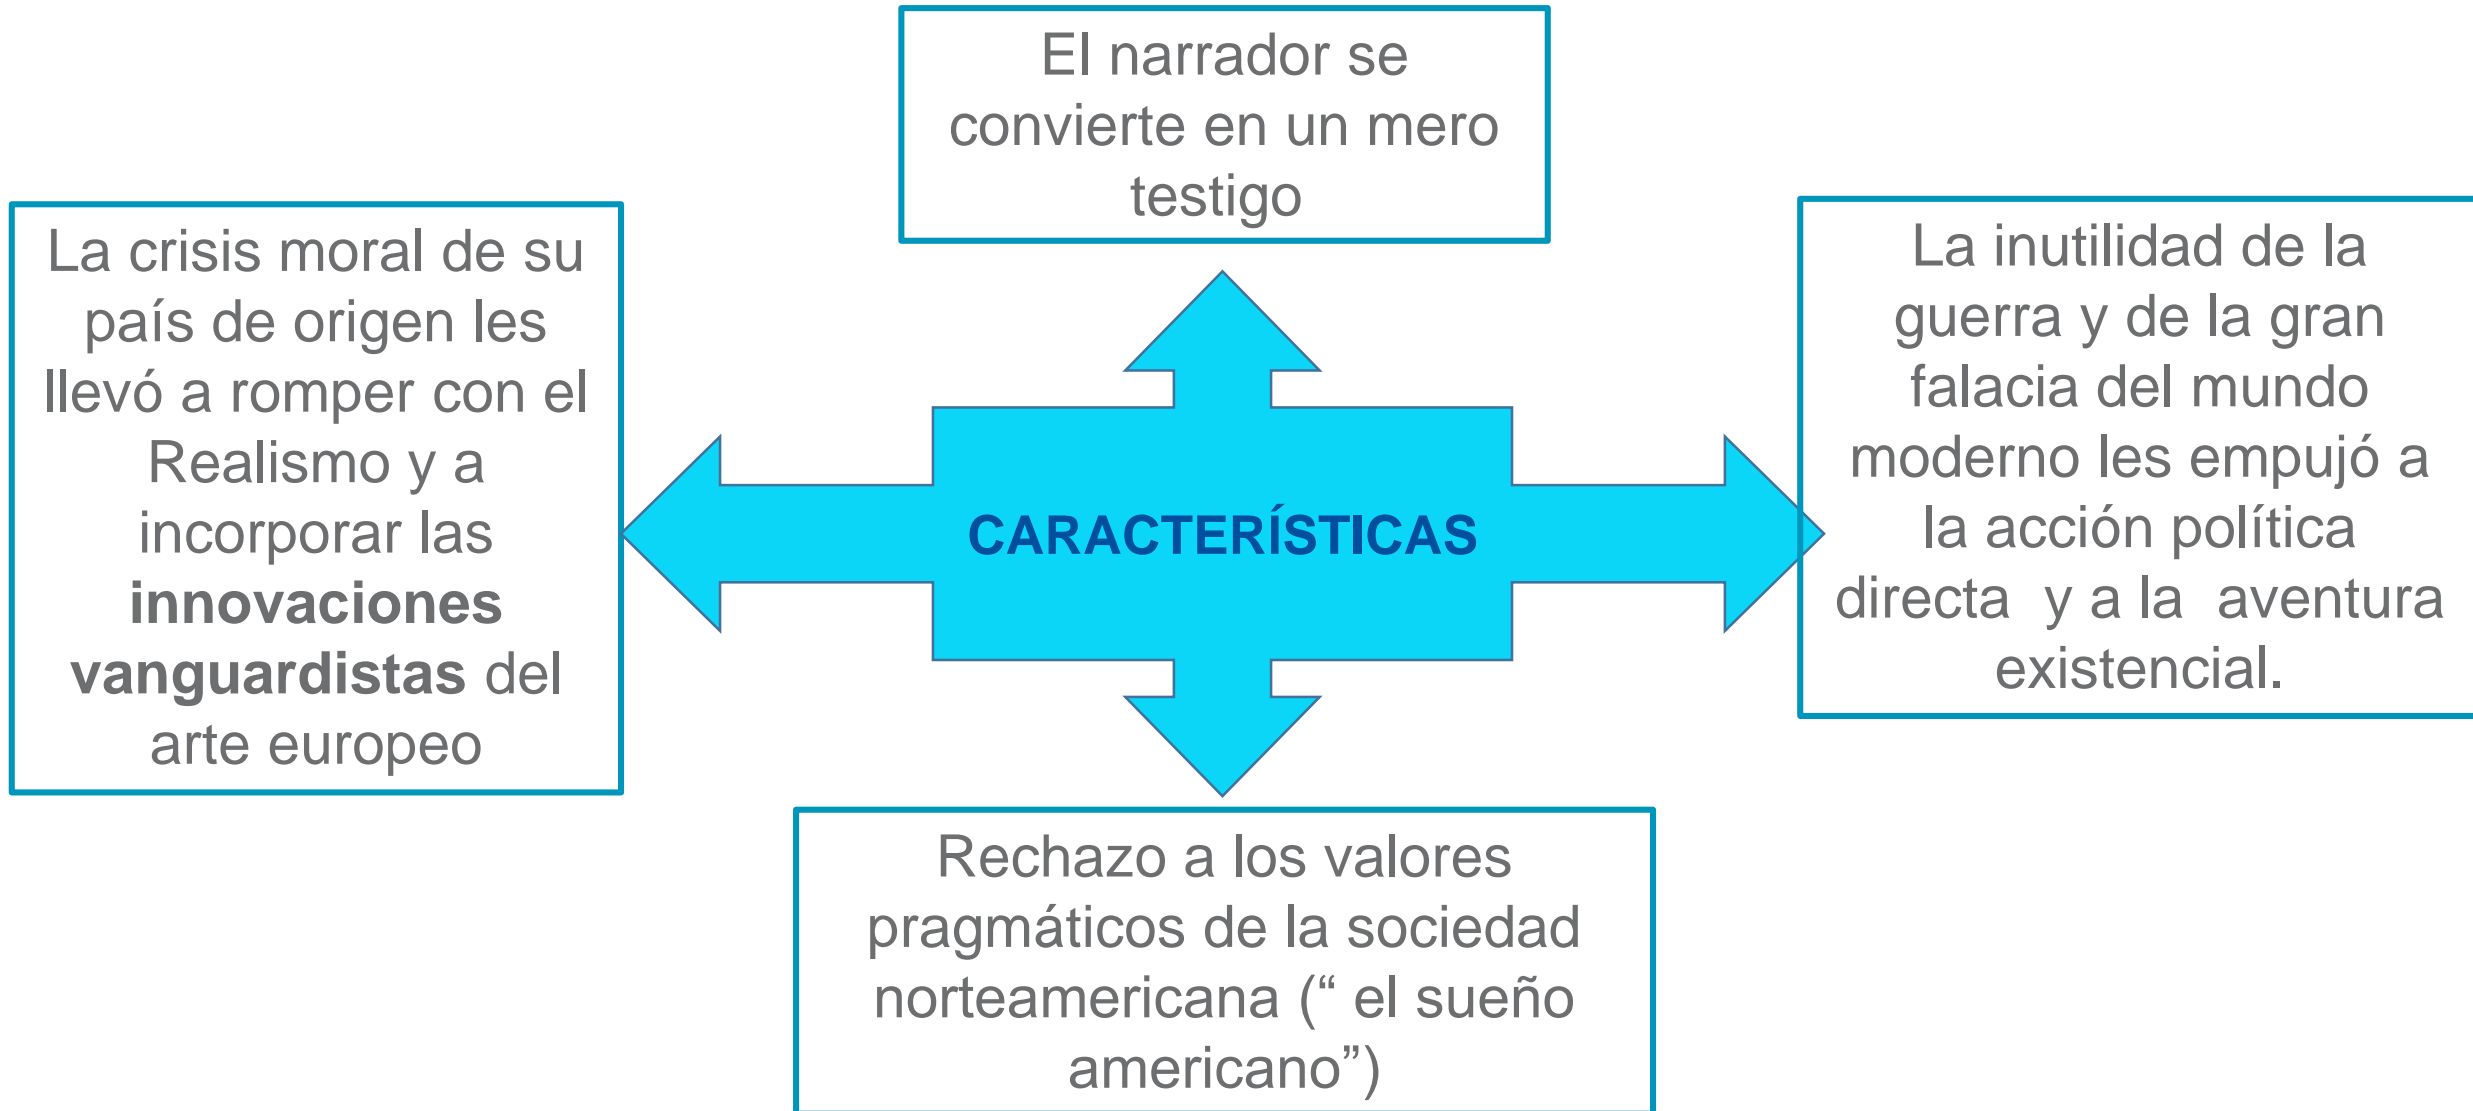 El narrador se
convierte en un mero
testigo
La crisis moral de su
país de origen les
llevó a romper con el
Realismo y a
incorporar las
innovaciones
vanguardistas del
arte europeo
CARACTERÍSTICAS
La inutilidad de la
guerra y de la gran
falacia del mundo
moderno les empujó a
la acción política
directa  y a la  aventura
existencial.
Rechazo a los valores
pragmáticos de la sociedad
norteamericana (“ el sueño
americano”)